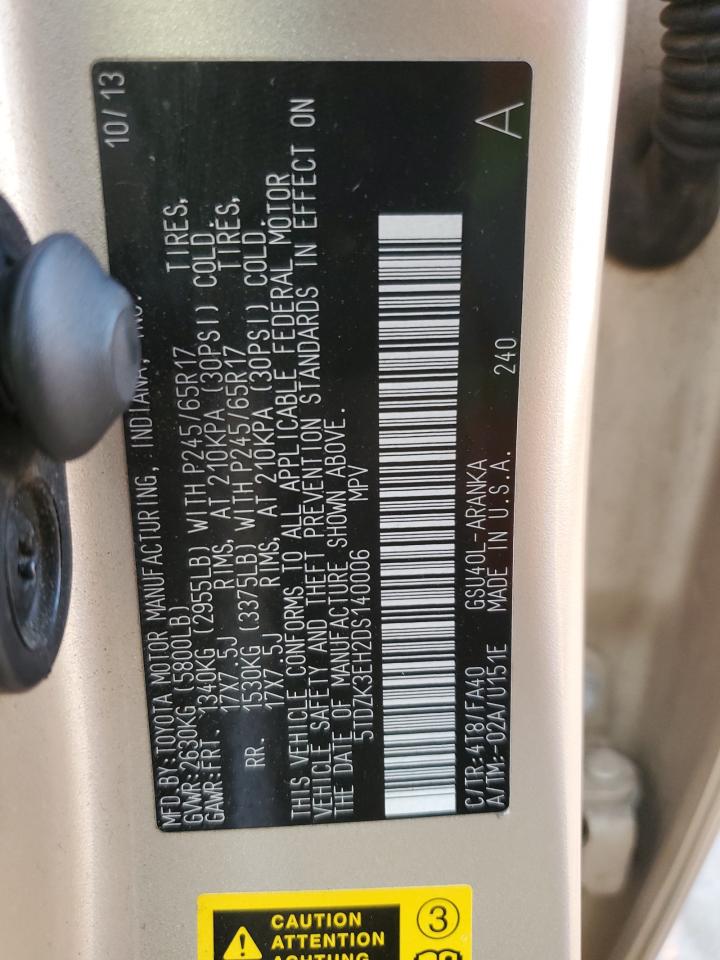 10/13
MFD.BY:TOYOTA MOTOR MANUFACTURING, INDIANA,
GVWR:2630KG (5800LB)
GAWR:FRT. 1340KG (2955LB) WITH P245/65R17 TIRES,
17X7.5J RIMS, AT 210KPA (30PSI) COLD.
RR. 1530KG (3375LB) WITH P245/65R17 TIRES,
17X7.5J RIMS, AT 210KPA (30PSI) COLD.
THIS VEHICLE CONFORMS TO ALL APPLICABLE FEDERAL MOTOR
VEHICLE SAFETY AND THEFT PREVENTION STANDARDS IN EFFECT ON
THE DATE OF MANUFACTURE SHOWN ABOVE.
5TDZK3EH2DS140006 MPV
C/TR:4T8/FA40 GSU40L-ARANKA
A/TM:-02A/U151E MADE IN U.S.A. 240
A
CAUTION
ATTENTION
ACHTUNG
3